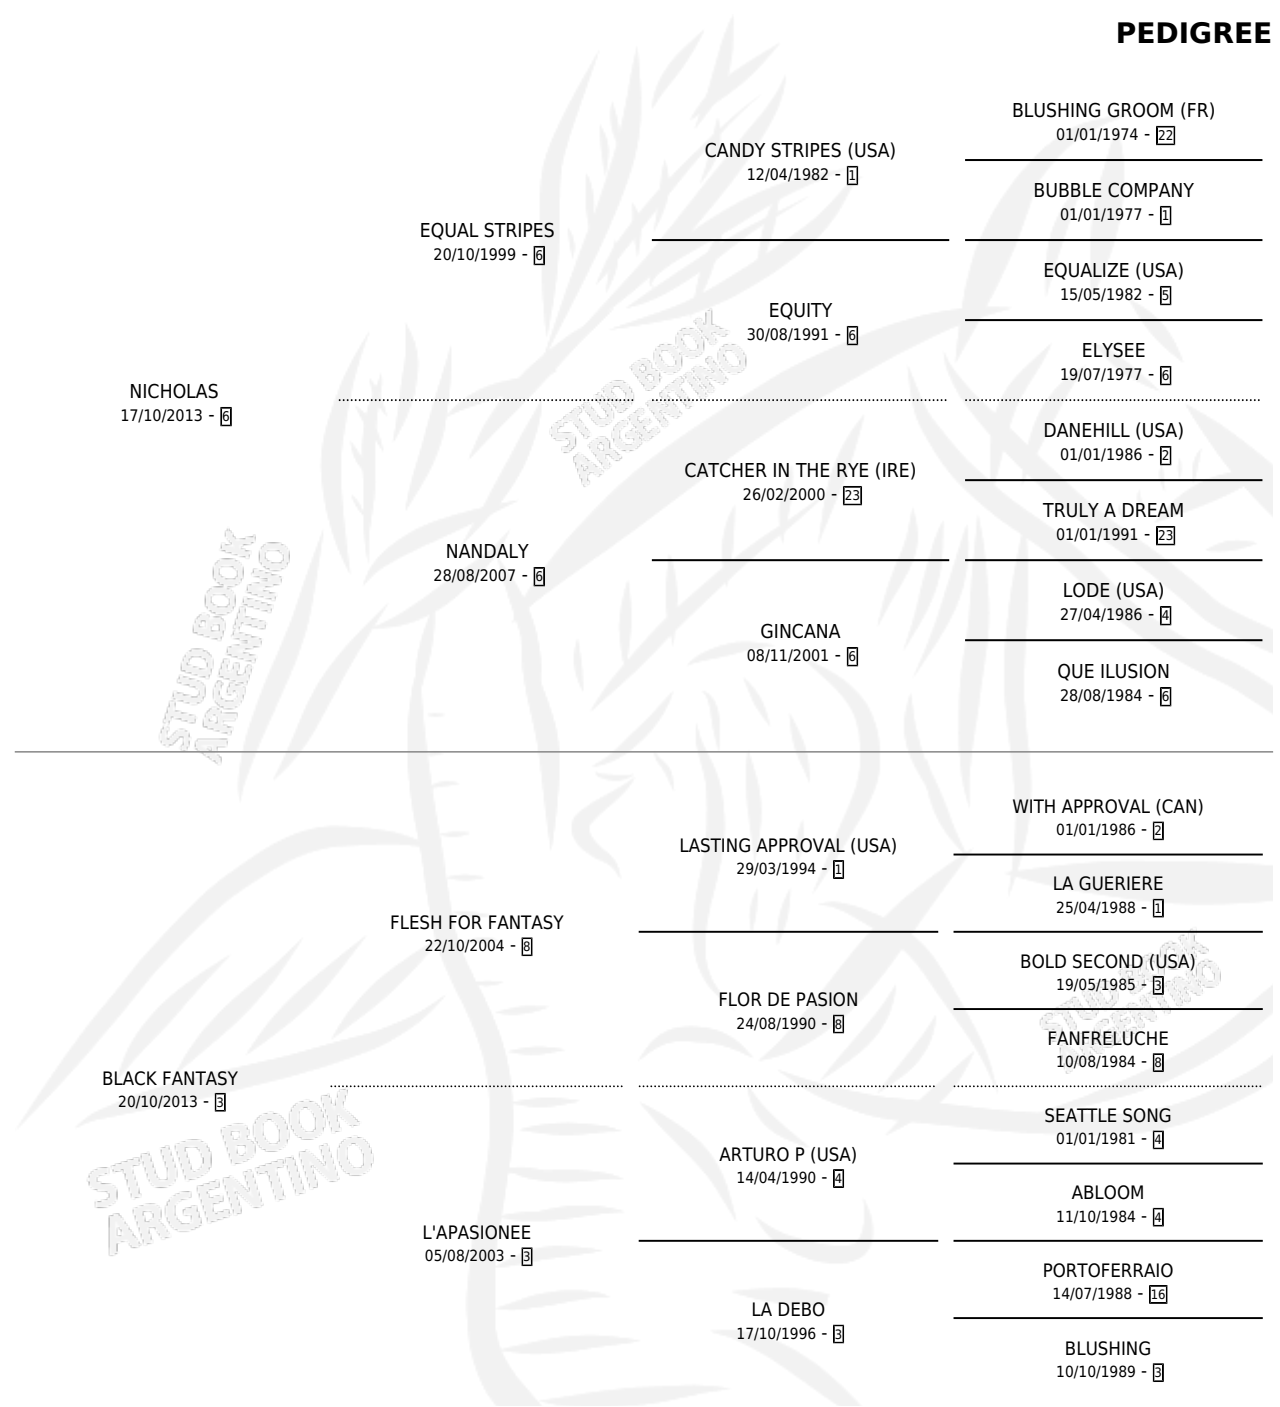 PEDIGREE
BLUSHING GROOM (FR)
01/01/1974 - 22
CANDY STRIPES (USA)
12/04/1982 - 1
BUBBLE COMPANY
01/01/1977 - 1
EQUAL STRIPES
20/10/1999 - 6
EQUALIZE (USA)
15/05/1982 - 5
EQUITY
30/08/1991 - 6
ELYSEE
19/07/1977 - 6
NICHOLAS
17/10/2013 - 6
DANEHILL (USA)
01/01/1986 - 2
CATCHER IN THE RYE (IRE)
26/02/2000 - 23
TRULY A DREAM
01/01/1991 - 23
NANDALY
28/08/2007 - 6
LODE (USA)
27/04/1986 - 4
GINCANA
08/11/2001 - 6
QUE ILUSION
28/08/1984 - 6
WITH APPROVAL (CAN)
01/01/1986 - 2
LASTING APPROVAL (USA)
29/03/1994 - 1
LA GUERIERE
25/04/1988 - 1
FLESH FOR FANTASY
22/10/2004 - 8
BOLD SECOND (USA)
19/05/1985 - 3
FLOR DE PASION
24/08/1990 - 8
FANFRELUCHE
10/08/1984 - 8
BLACK FANTASY
20/10/2013 - 3
SEATTLE SONG
01/01/1981 - 4
ARTURO P (USA)
14/04/1990 - 4
ABLOOM
11/10/1984 - 4
L'APASIONEE
05/08/2003 - 3
PORTOFERRAIO
14/07/1988 - 16
LA DEBO
17/10/1996 - 3
BLUSHING
10/10/1989 - 3
STUD BOOK
ARGENTINO
STUD BOOK
ARGENTINO
STUD BOOK
ARGENTINO
STUD BOOK
ARGENTINO